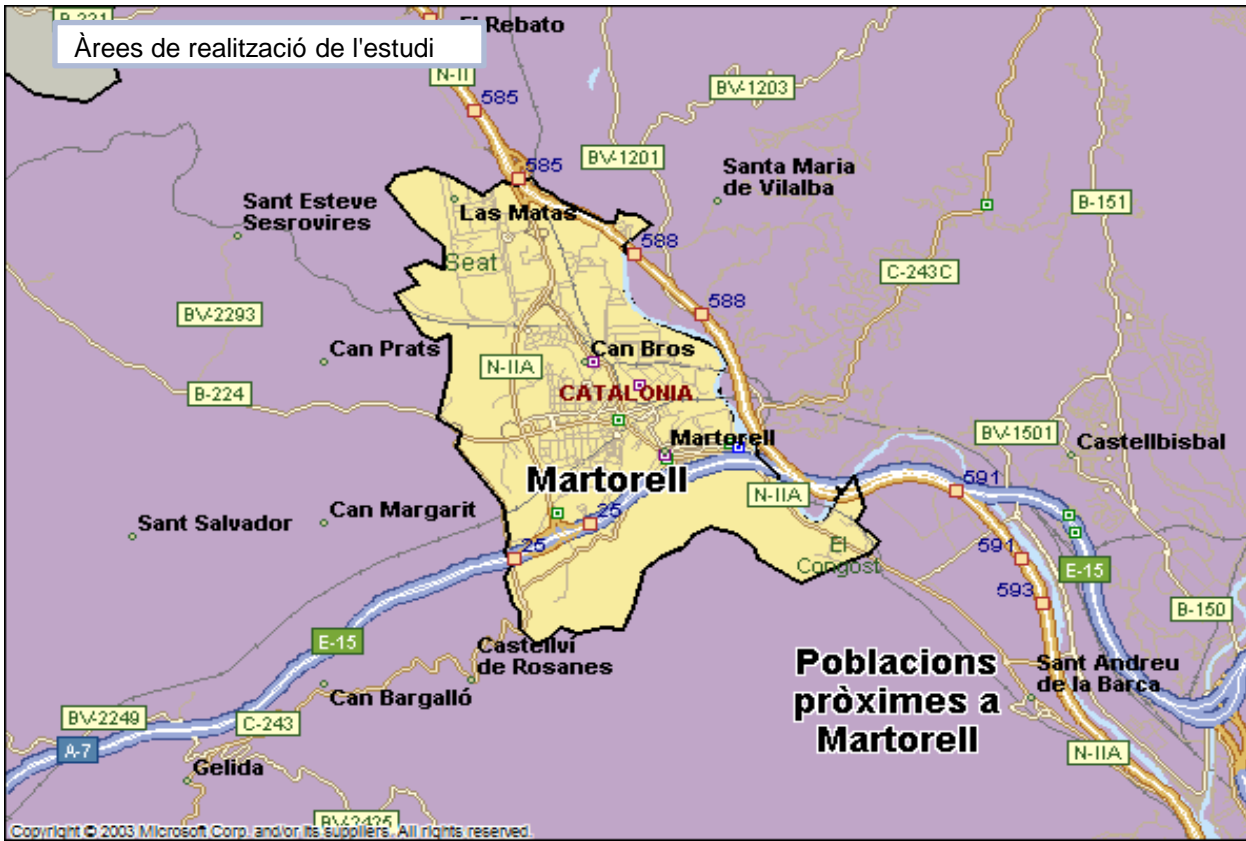 B-221
El Rebato
Àrees de realització de l'estudi
N-II
585
BV-1203
585
BV-1201
Santa Maria
de Vilalba
Sant Esteve
Sesrovires
Las Matas
B-151
588
Seat
C-243C
588
BV-2293
Can Prats
Can Bros
N-IIA
B-224
CATALONIA
Martorell
BV-1501
Castellbisbal
Martorell
N-IIA
591
Sant Salvador
Can Margarit
25
25
El
Congost
591
E-15
593
B-150
E-15
Castellví
de Rosanes
Poblacions
pròximes a
Martorell
Sant Andreu
de la Barca
Can Bargalló
BV-2249
C-243
A-7
N-IIA
Gelida
BV-2425
Copyright © 2003 Microsoft Corp. and/or its suppliers. All rights reserved.